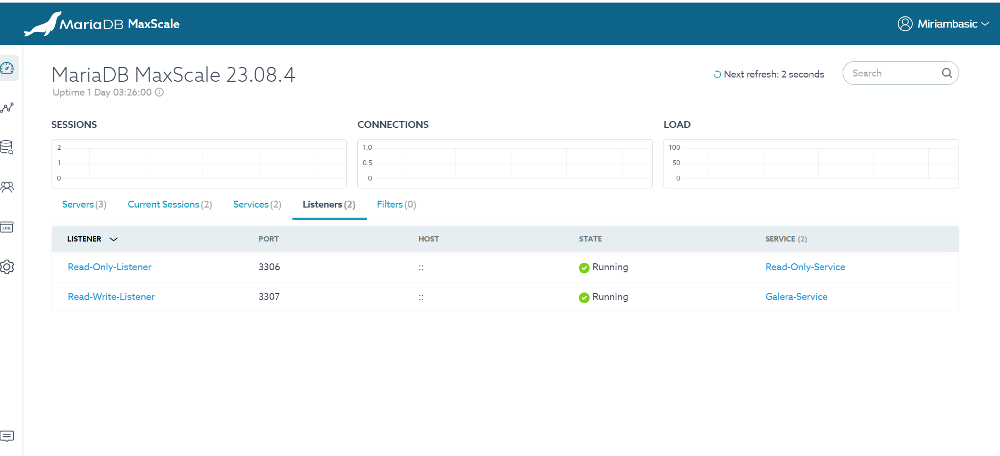 MariaDB MaxScale
Miriambasic
MariaDB MaxScale 23.08.4
Uptime 1 Day 03:26:00
Next refresh: 2 seconds
Search
SESSIONS
2
1
0
CONNECTIONS
1.0
0.5
0
LOAD
100
50
0
Servers (3) Current Sessions (2) Services (2) Listeners (2) Filters (0)
LISTENER PORT HOST STATE SERVICE (2)
Read-Only-Listener 3306 :: Running Read-Only-Service
Read-Write-Listener 3307 :: Running Galera-Service
LOG